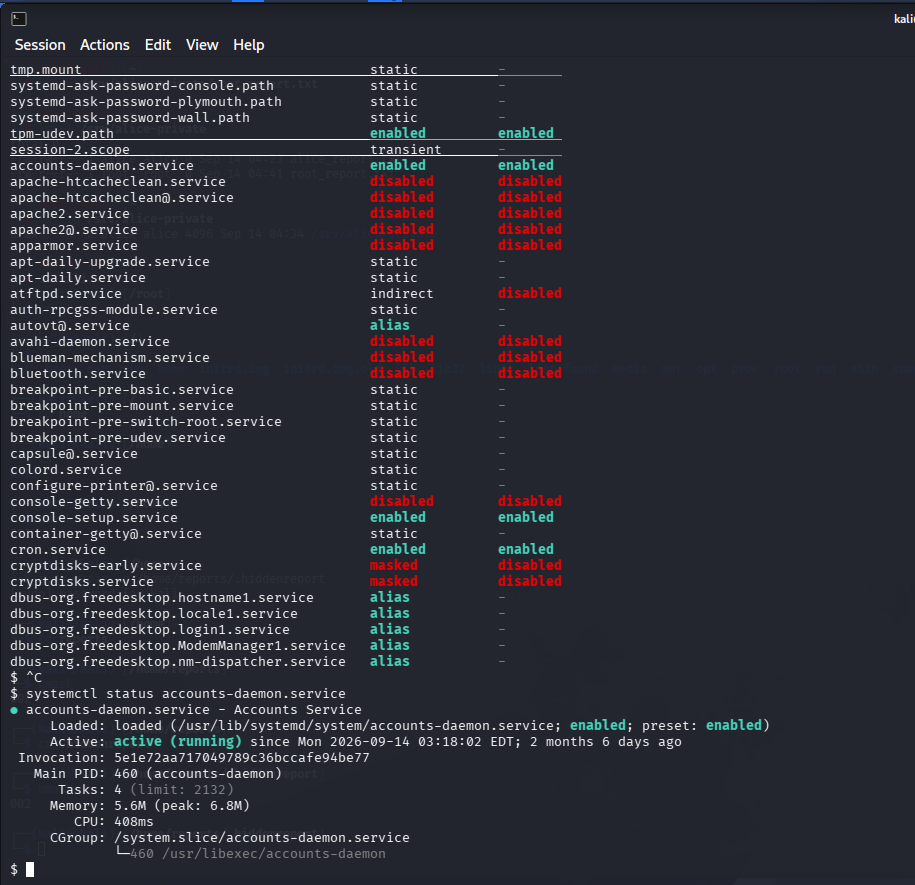 kali
Session Actions Edit View Help
tmp.mount static -
systemd-ask-password-console.path static -
systemd-ask-password-plymouth.path static -
systemd-ask-password-wall.path static -
tpm-udev.path enabled enabled
session-2.scope transient -
accounts-daemon.service enabled enabled
apache-htcacheclean.service disabled disabled
apache-htcacheclean@.service disabled disabled
apache2.service disabled disabled
apache2@.service disabled disabled
apparmor.service disabled disabled
apt-daily-upgrade.service static -
apt-daily.service static -
atftpd.service indirect disabled
auth-rpcgss-module.service static -
autovt@.service alias -
avahi-daemon.service disabled disabled
blueman-mechanism.service disabled disabled
bluetooth.service disabled disabled
breakpoint-pre-basic.service static -
breakpoint-pre-mount.service static -
breakpoint-pre-switch-root.service static -
breakpoint-pre-udev.service static -
capsule@.service static -
colord.service static -
configure-printer@.service static -
console-getty.service disabled disabled
console-setup.service enabled enabled
container-getty@.service static -
cron.service enabled enabled
cryptdisks-early.service masked disabled
cryptdisks.service masked disabled
dbus-org.freedesktop.hostname1.service alias -
dbus-org.freedesktop.locale1.service alias -
dbus-org.freedesktop.login1.service alias -
dbus-org.freedesktop.ModemManager1.service alias -
dbus-org.freedesktop.nm-dispatcher.service alias -
$ ^C
$ systemctl status accounts-daemon.service
● accounts-daemon.service - Accounts Service
Loaded: loaded (/usr/lib/systemd/system/accounts-daemon.service; enabled; preset: enabled)
Active: active (running) since Mon 2026-09-14 03:18:02 EDT; 2 months 6 days ago
Invocation: 5e1e72aa717049789c36bccafe94be77
Main PID: 460 (accounts-daemon)
Tasks: 4 (limit: 2132)
Memory: 5.6M (peak: 6.8M)
CPU: 408ms
CGroup: /system.slice/accounts-daemon.service
└─460 /usr/libexec/accounts-daemon
$